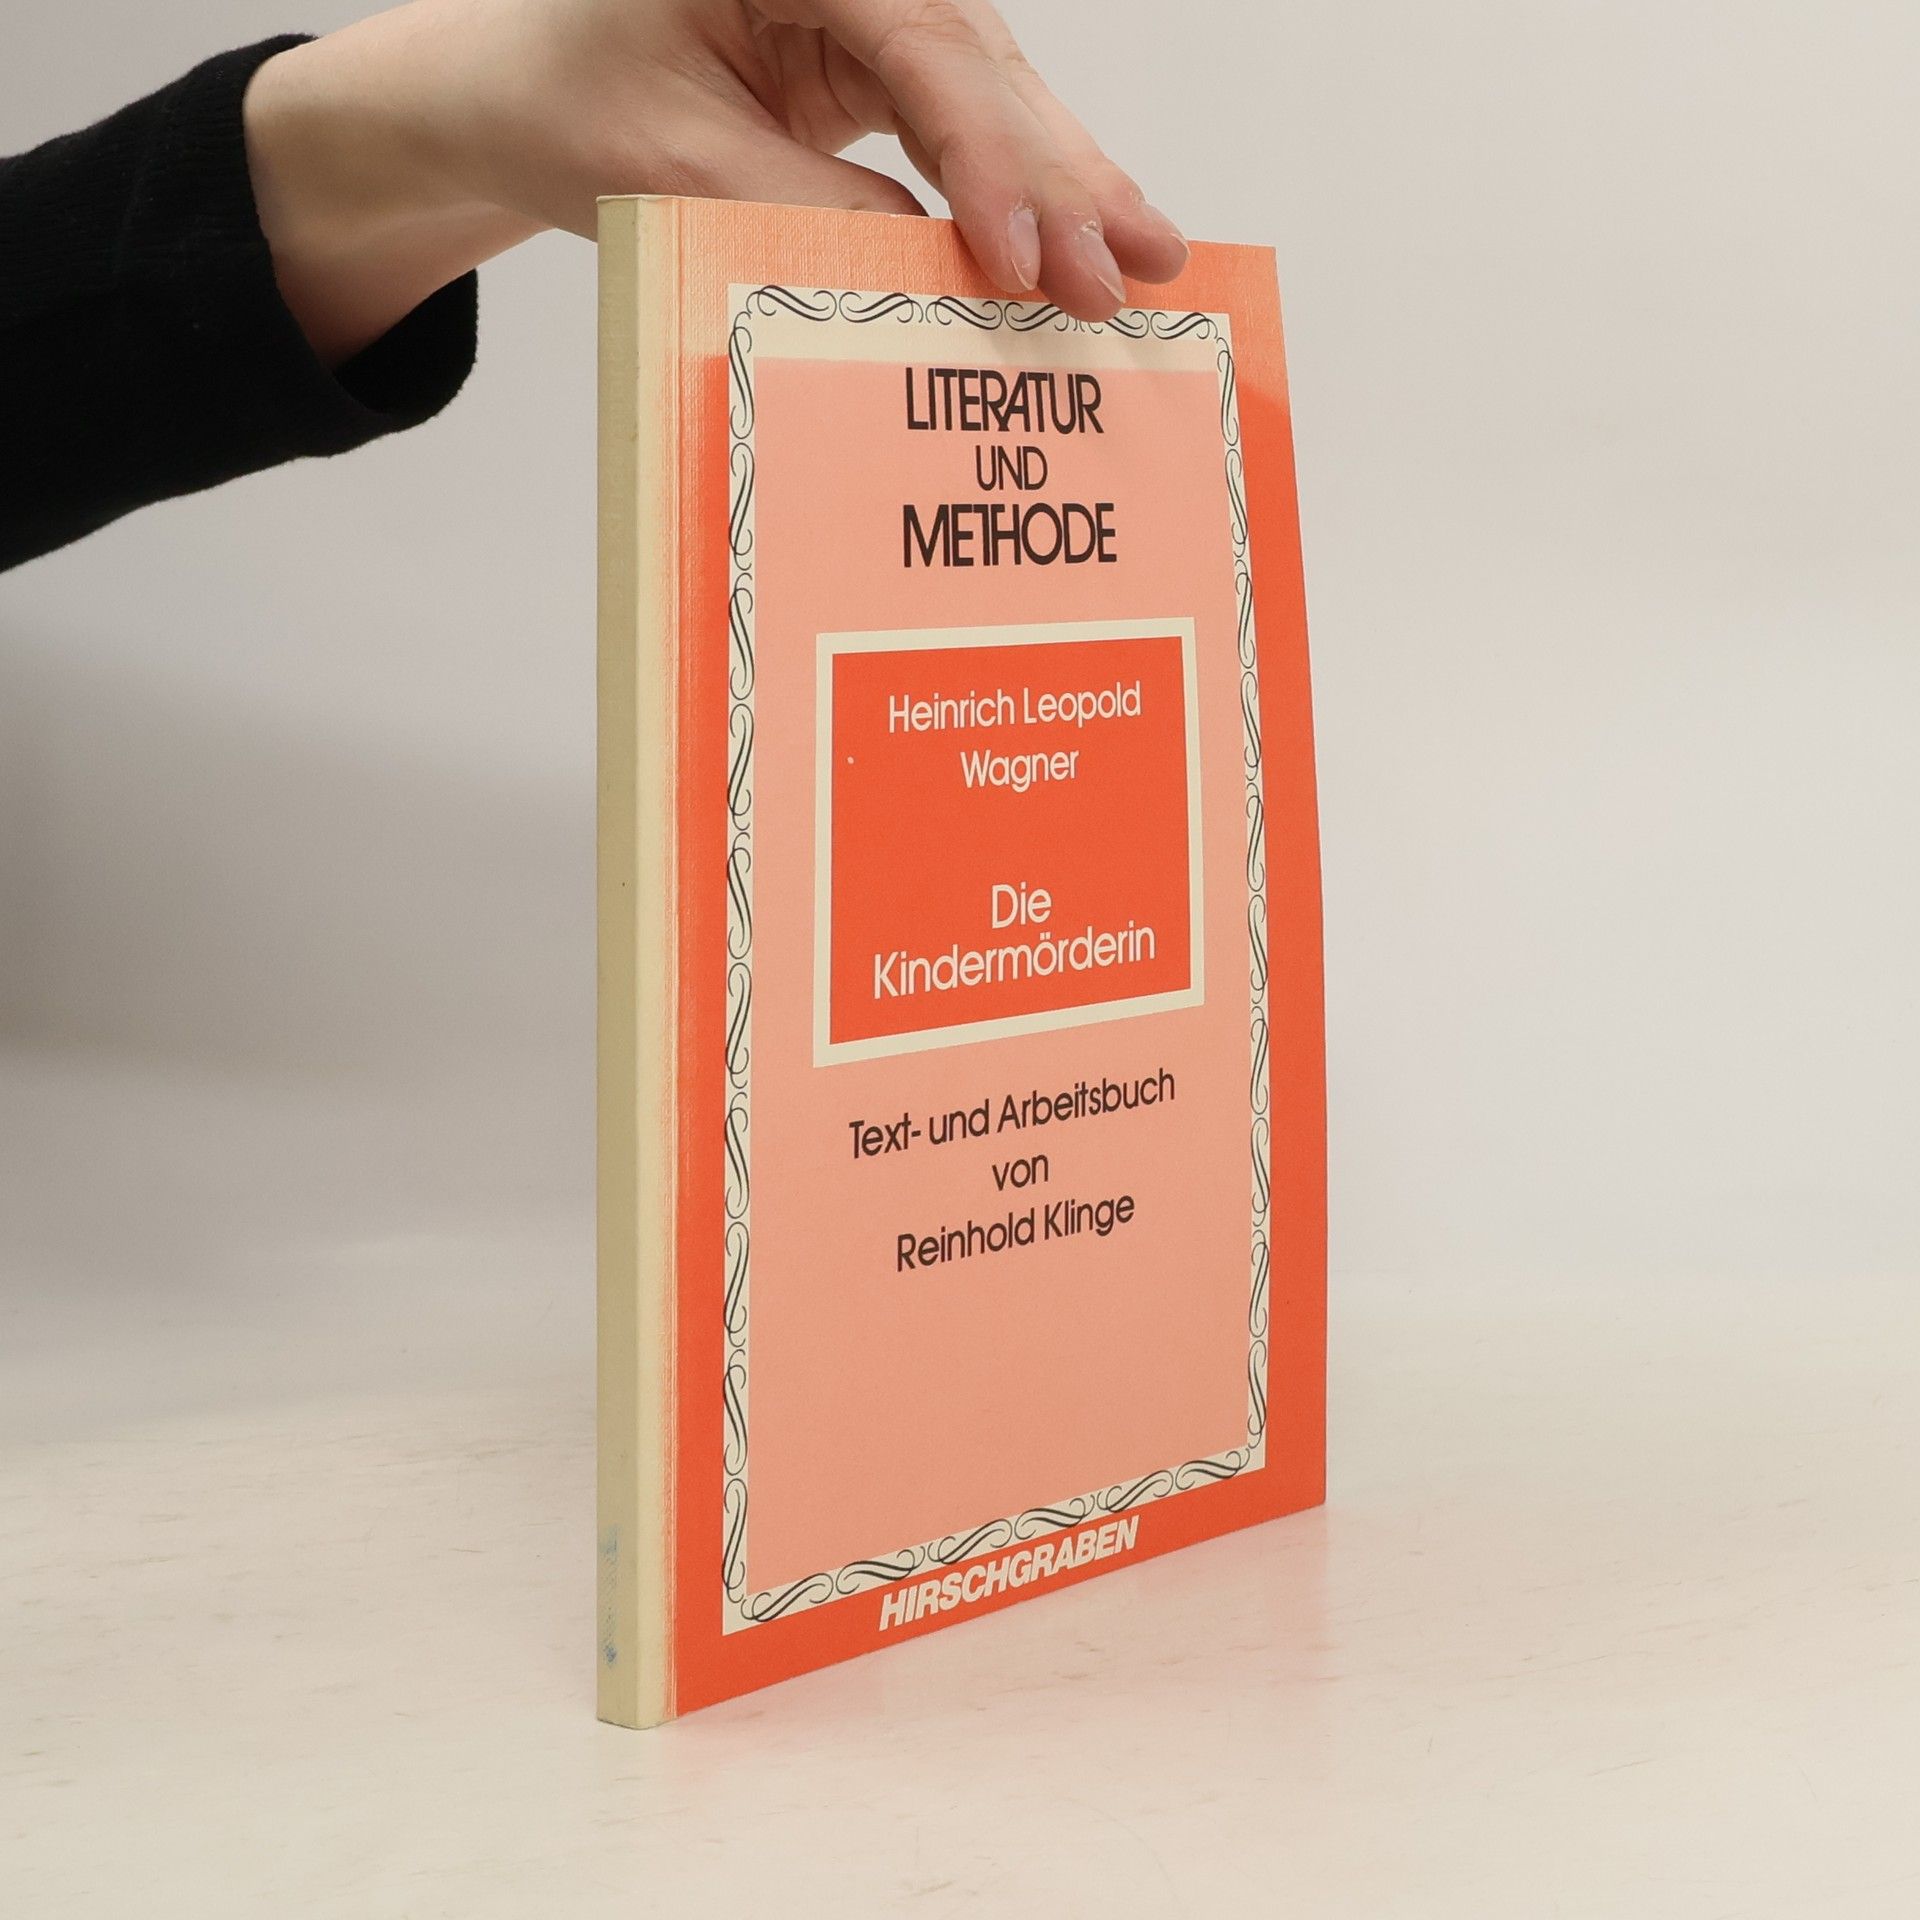 LITERATUR
UND
METHODE
Heinrich Leopold
Wagner
Die
Kindermörderin
Text- und Arbeitsbuch
von
Reinhold Klinge
HIRSCHGRABEN